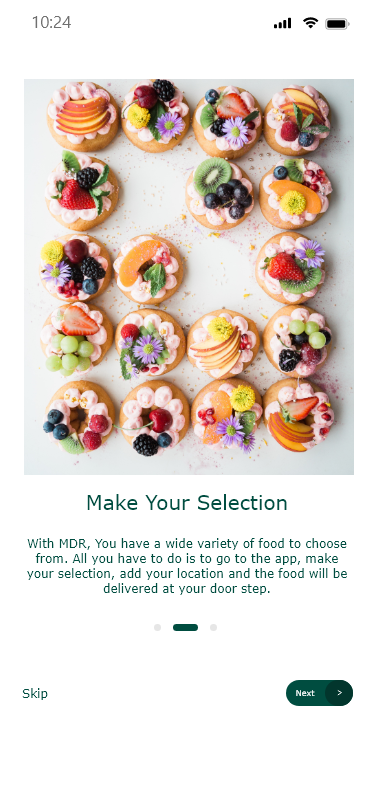 10:24
Make Your Selection
With MDR, You have a wide variety of food to choose
from. All you have to do is to go to the app, make
your selection, add your location and the food will be
delivered at your door step.
Skip
Next >